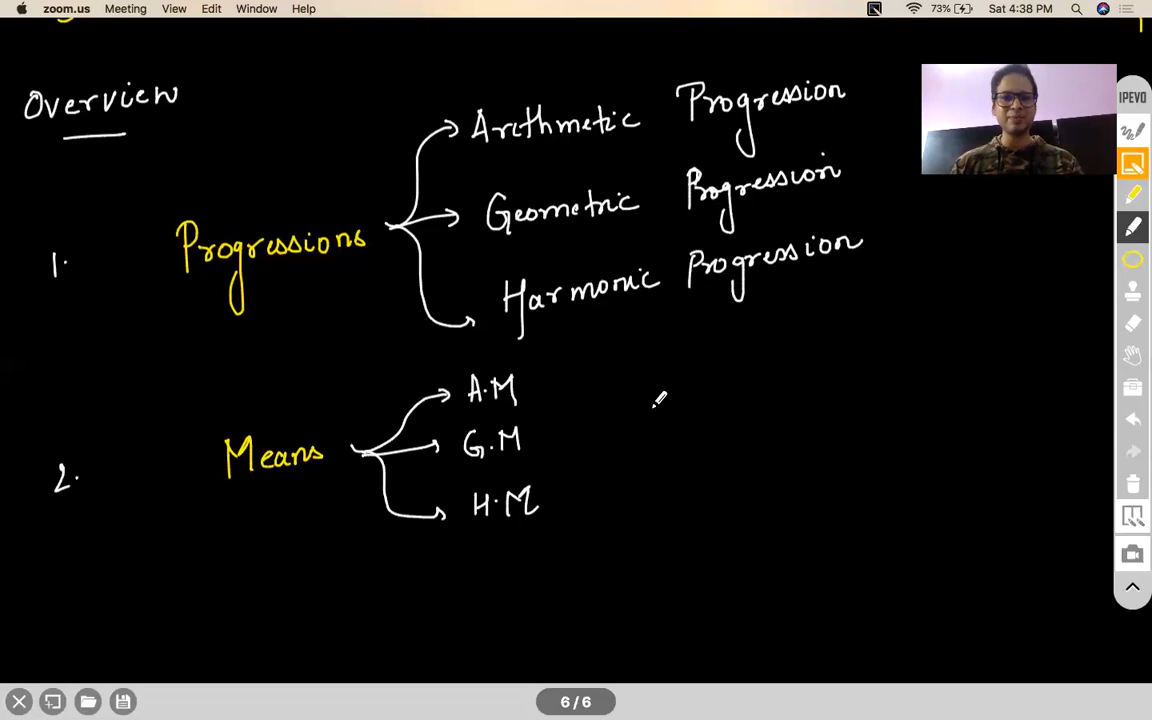 zoom.us Meeting View Edit Window Help 73% Sat 4:38 PM
Overview
IPEVO
1. Progressions
Arithmetic Progression
Geometric Progression
Harmonic Progression
2. Means
A.M
G.M
H.M
6 / 6